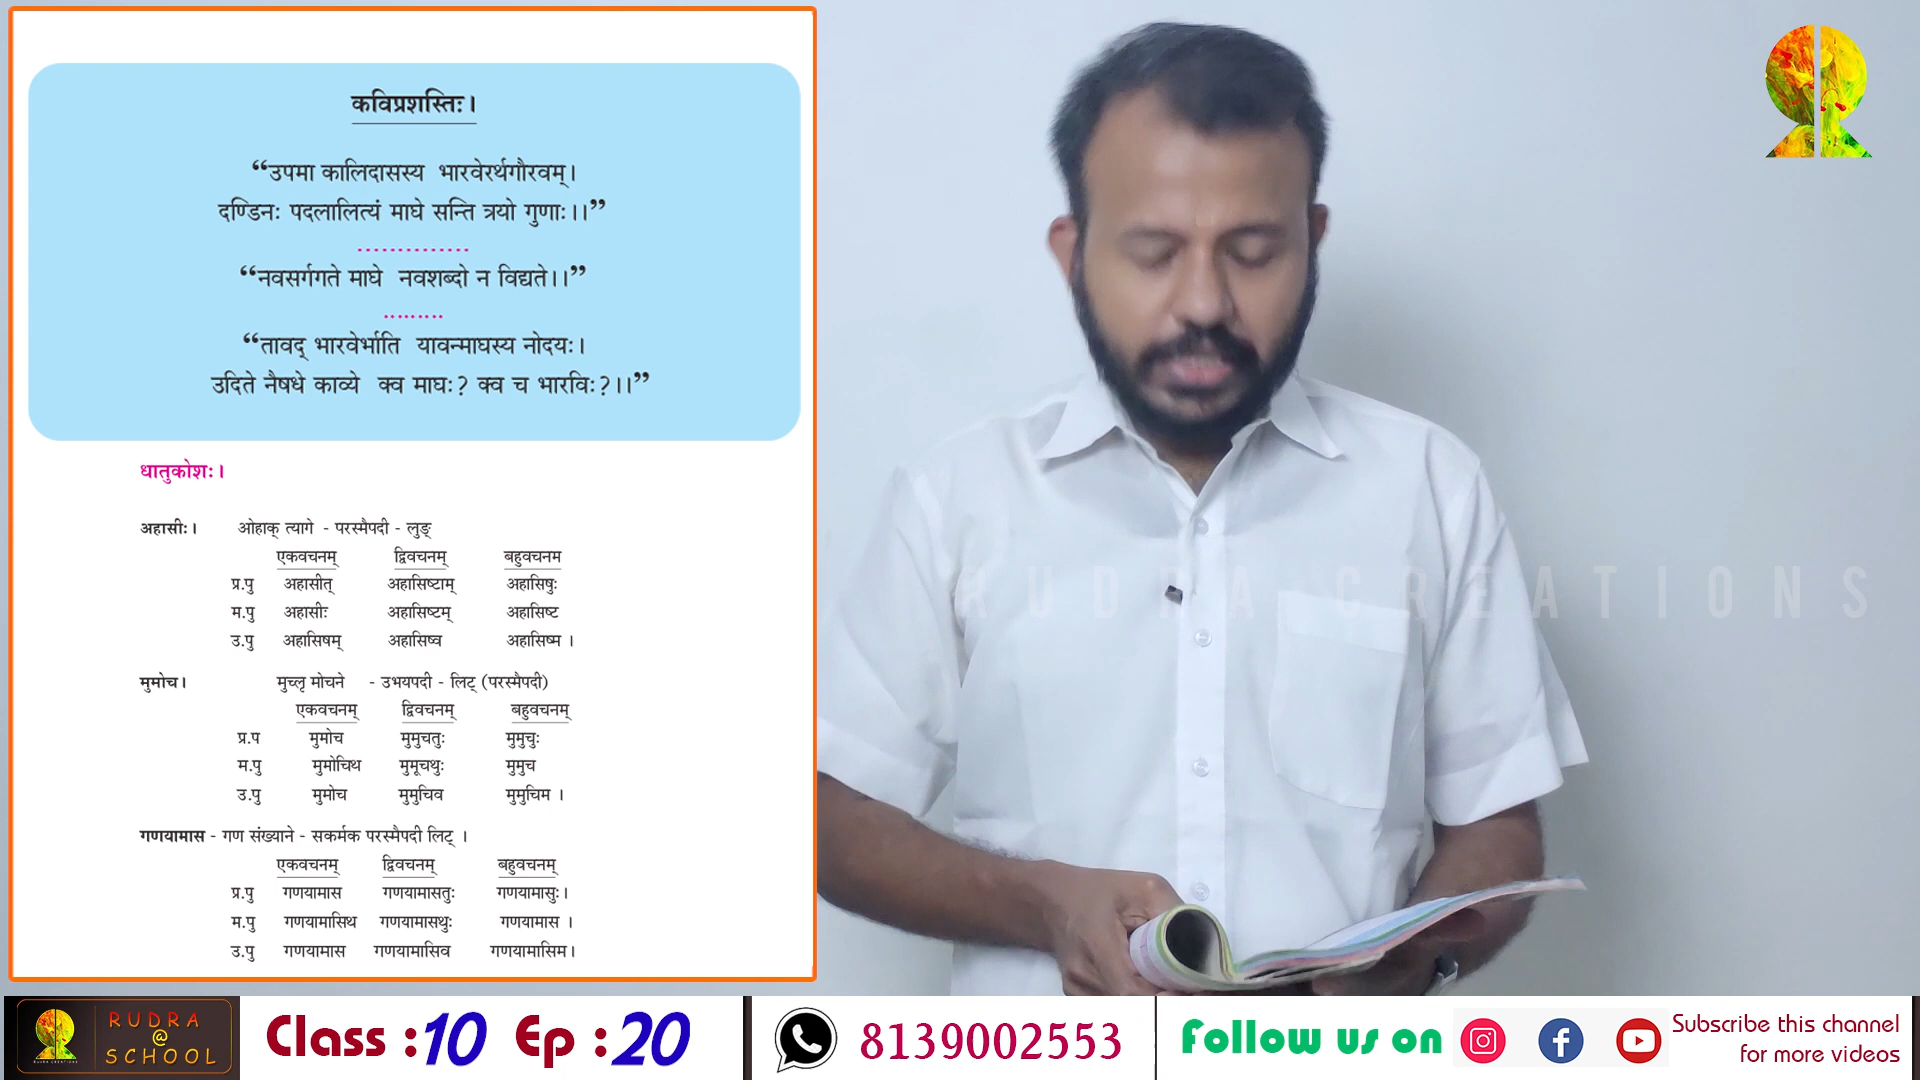 कविप्रशस्तिः।
“उपमा कालिदासस्य भारवेरर्थगौरवम्।
दण्डिनः पदलालित्यं माघे सन्ति त्रयो गुणाः।।”
..............
“नवसर्गगते माघे नवशब्दो न विद्यते।।”
.........
“तावद् भारवेर्भाति यावन्माघस्य नोदयः।
उदिते नैषधे काव्ये क्व माघः? क्व च भारविः?।।”
धातुकोशः।
अहासीः। ओहाक् त्यागे - परस्मैपदी - लुङ्
एकवचनम् द्विवचनम् बहुवचनम
प्र.पु अहासीत् अहासिष्टाम् अहासिषुः
म.पु अहासीः अहासिष्टम् अहासिष्ट
उ.पु अहासिषम् अहासिष्व अहासिष्म ।
मुमोच। मुच्लृ मोचने - उभयपदी - लिट् (परस्मैपदी)
एकवचनम् द्विवचनम् बहुवचनम्
प्र.प मुमोच मुमुचतुः मुमुचुः
म.पु मुमोचिथ मुमूचथुः मुमुच
उ.पु मुमोच मुमुचिव मुमुचिम ।
गणयामास - गण संख्याने - सकर्मक परस्मैपदी लिट् ।
एकवचनम् द्विवचनम् बहुवचनम्
प्र.पु गणयामास गणयामासतुः गणयामासुः।
म.पु गणयामासिथ गणयामासथुः गणयामास ।
उ.पु गणयामास गणयामासिव गणयामासिम।
RUDRA CREATIONS
RUDRA
@
SCHOOL
Class :10 Ep :20
8139002553
Follow us on
Subscribe this channel
for more videos